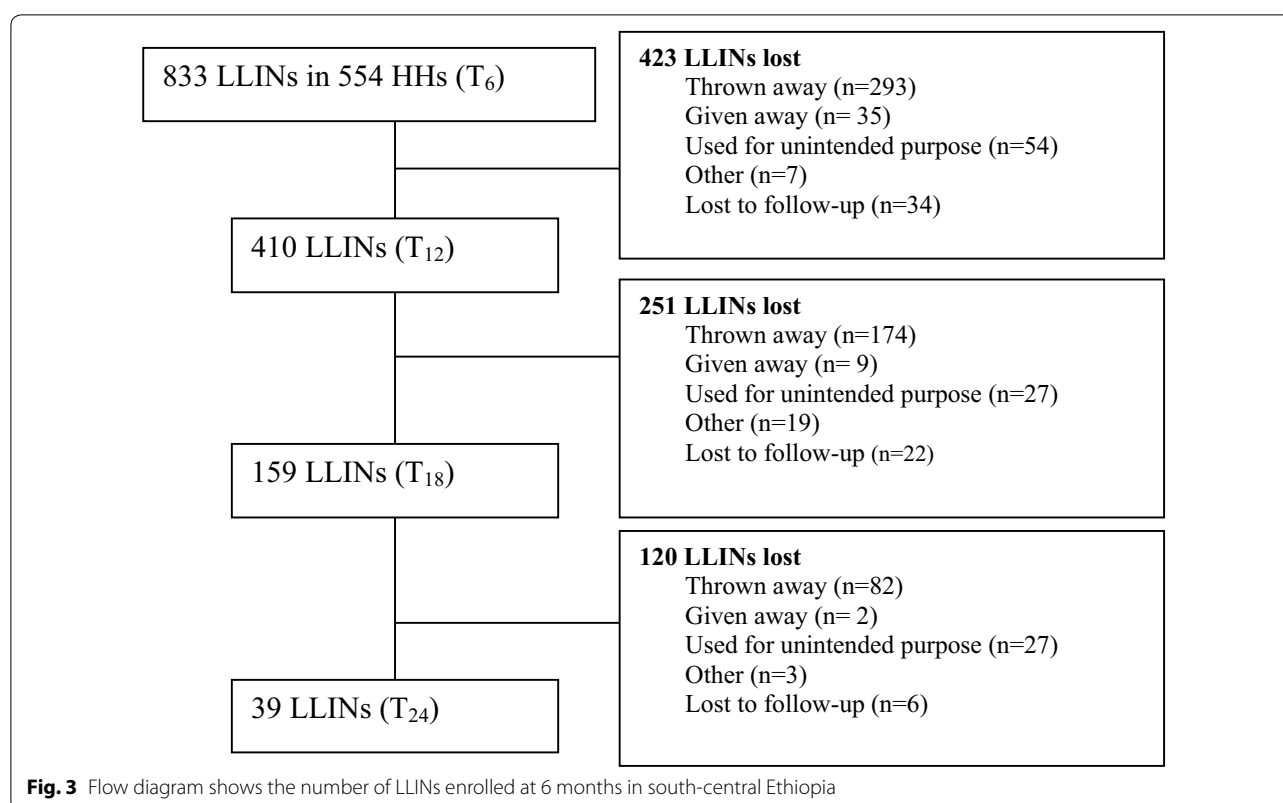 833 LLINs in 554 HHs (T₆)
423 LLINs lost
Thrown away (n=293)
Given away (n= 35)
Used for unintended purpose (n=54)
Other (n=7)
Lost to follow-up (n=34)
410 LLINs (T₁₂)
251 LLINs lost
Thrown away (n=174)
Given away (n= 9)
Used for unintended purpose (n=27)
Other (n=19)
Lost to follow-up (n=22)
159 LLINs (T₁₈)
120 LLINs lost
Thrown away (n=82)
Given away (n= 2)
Used for unintended purpose (n=27)
Other (n=3)
Lost to follow-up (n=6)
39 LLINs (T₂₄)
Fig. 3 Flow diagram shows the number of LLINs enrolled at 6 months in south-central Ethiopia